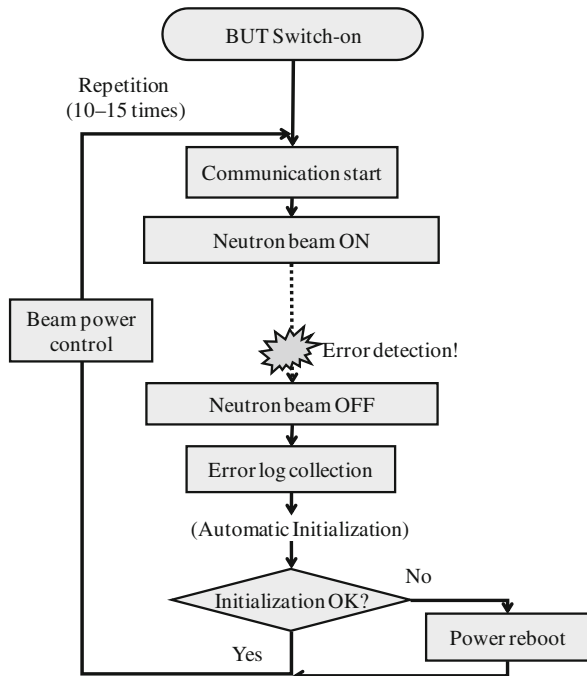 BUT Switch-on
Repetition
(10–15 times)
Communication start
Neutron beam ON
Beam power
control
Error detection!
Neutron beam OFF
Error log collection
(Automatic Initialization)
Initialization OK?
No
Power reboot
Yes